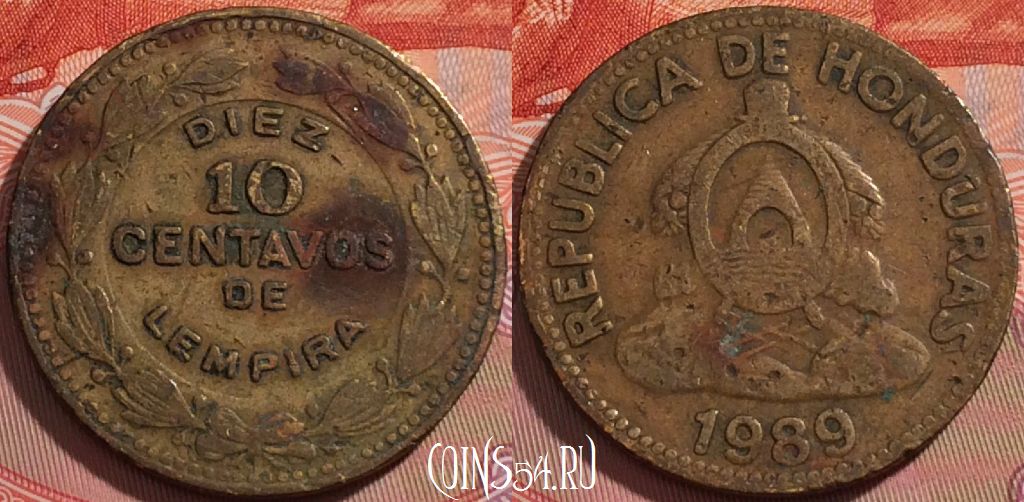 DIEZ
10
CENTAVOS
DE
LEMPIRA
REPUBLICA DE HONDURAS
1989
COINS54.RU